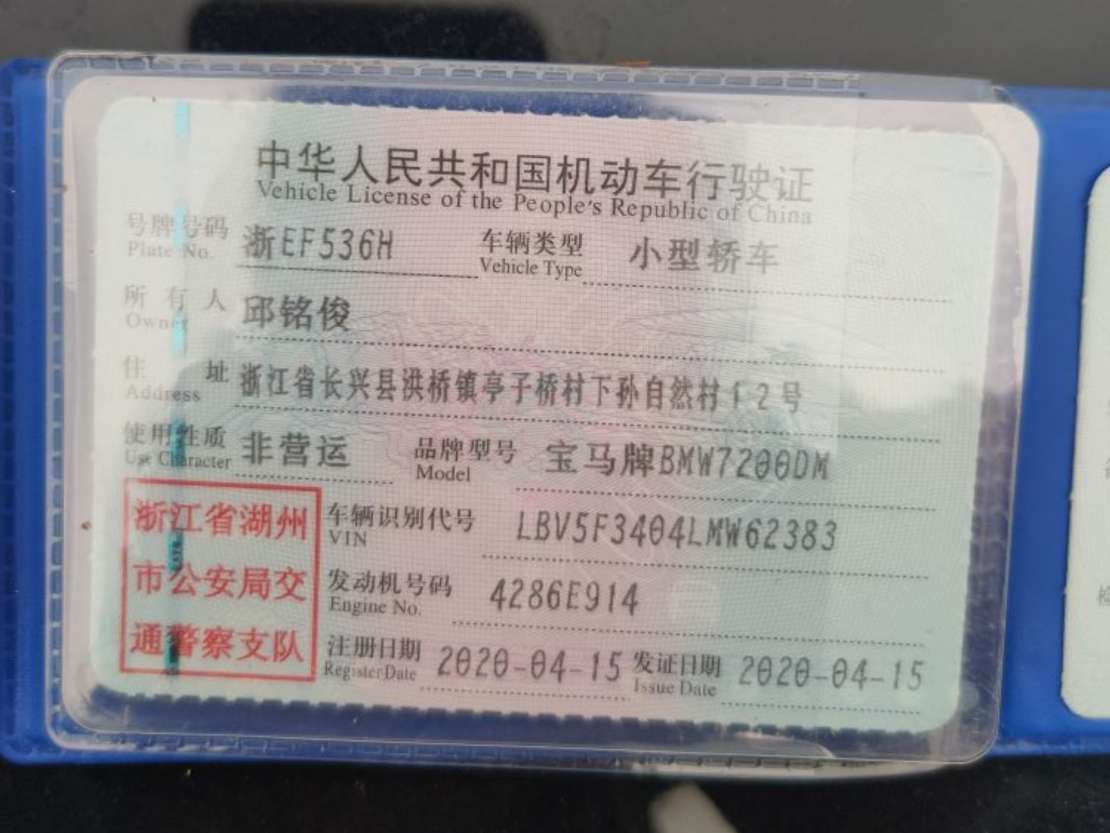 中华人民共和国机动车行驶证
Vehicle License of the People's Republic of China
号牌号码 浙EF536H 车辆类型 小型轿车
Plate No. Vehicle Type
所有人 邱铭俊
Owner
住址 浙江省长兴县洪桥镇亭子桥村下孙自然村12号
Address
使用性质 非营运 品牌型号 宝马牌BMW7200DM
Use Character Model
浙江省湖州 车辆识别代号 LBV5F3404LMW62383
VIN
市公安局交 发动机号码 4286E914
Engine No.
通警察支队 注册日期 2020-04-15 发证日期 2020-04-15
Register Date Issue Date